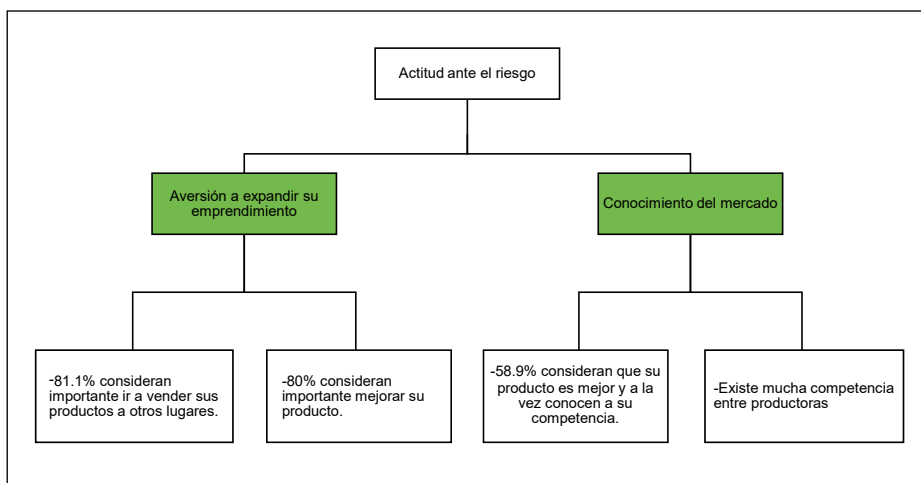 Actitud ante el riesgo
Aversión a expandir su
emprendimiento
Conocimiento del mercado
-81.1% consideran
importante ir a vender sus
productos a otros lugares.
-80% consideran
importante mejorar su
producto.
-58.9% consideran que su
producto es mejor y a la
vez conocen a su
competencia.
-Existe mucha competencia
entre productoras